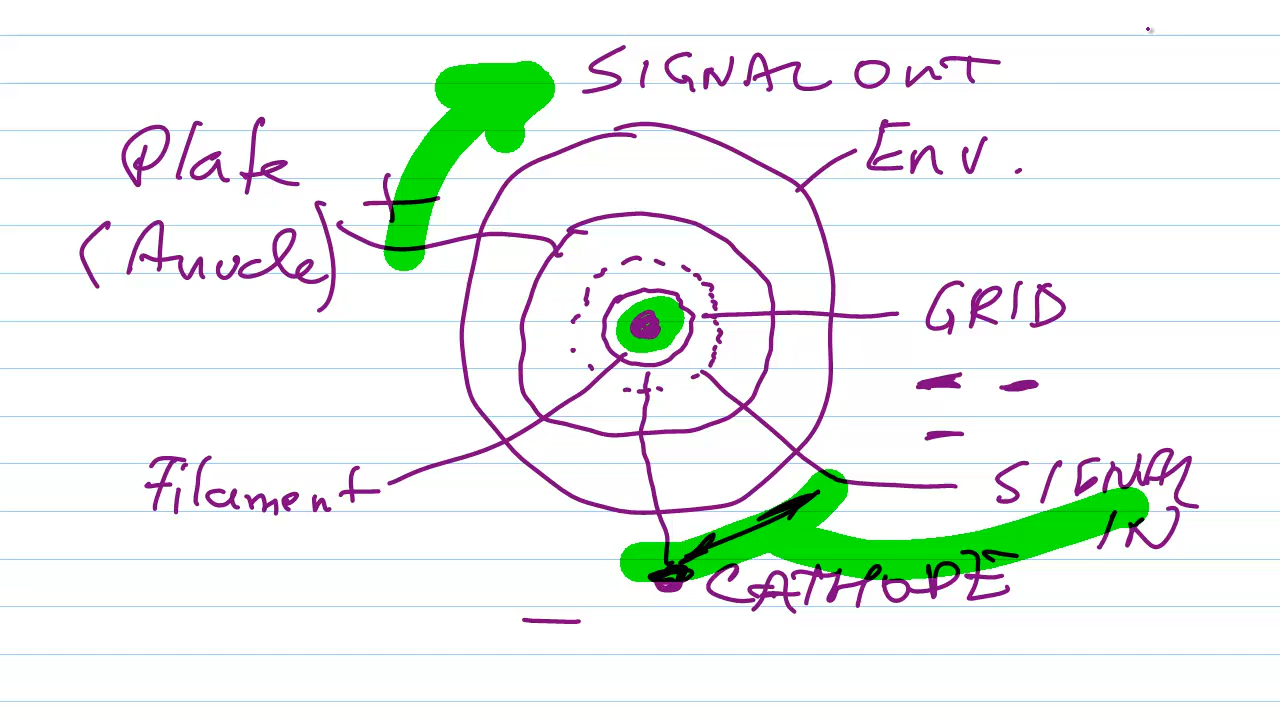 SIGNAL OUT
Plate
(Anode)
Env.
GRID
Filament
SIGNAL
IN
CATHODE